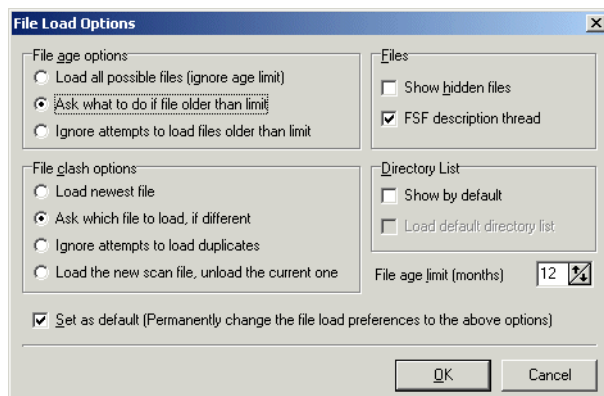 File Load Options
File age options
Load all possible files (ignore age limit)
Ask what to do if file older than limit
Ignore attempts to load files older than limit
Files
Show hidden files
FSF description thread
File clash options
Load newest file
Ask which file to load, if different
Ignore attempts to load duplicates
Load the new scan file, unload the current one
Directory List
Show by default
Load default directory list
File age limit (months) 12
Set as default (Permanently change the file load preferences to the above options)
OK Cancel